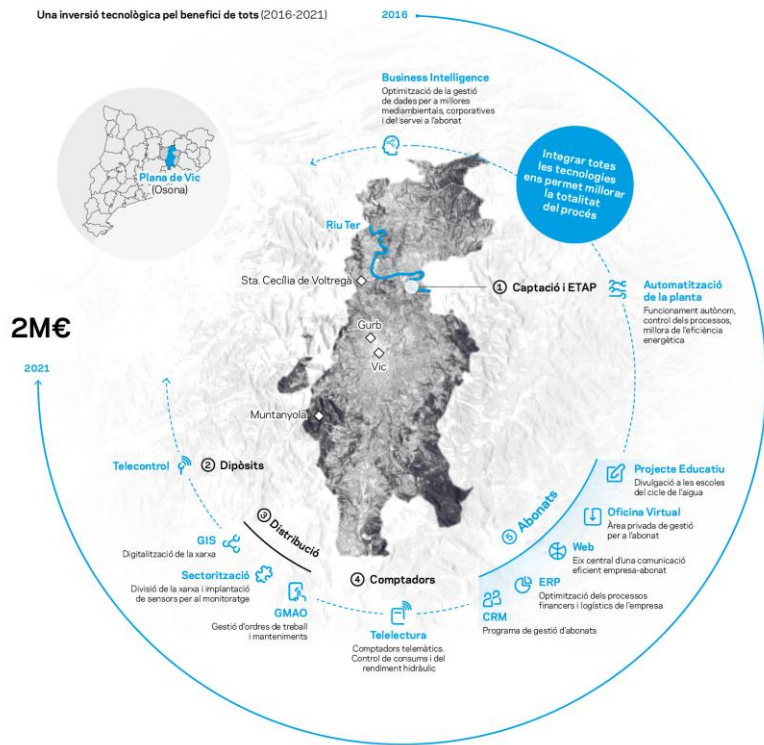 Una inversió tecnològica pel benefici de tots (2016-2021)
2016
Business Intelligence
Optimització de la gestió
de dades per a millores
mediambientals, corporatives
i del servei a l'abonat
Integrar totes
les tecnologies
ens permet millorar
la totalitat
del procés
Plana de Vic
(Osona)
Riu Ter
Sta. Cecília de Voltregà
1 Captació i ETAP
Automatització
de la planta
Funcionament autònom,
control dels processos,
millora de l'eficiència
energètica
2M€
2021
Gurb
Vic
Muntanyolà
Telecontrol
2 Dipòsits
3 Distribució
GIS
Digitalització de la xarxa
Sectorització
Divisió de la xarxa i implantació
de sensors per al monitoratge
GMAO
Gestió d'ordres de treball
i manteniments
4 Comptadors
Telelectura
Comptadors telemàtics.
Control de consums i del
rendiment hidràulic
5 Abonats
Projecte Educatiu
Divulgació a les escoles
del cicle de l'aigua
Oficina Virtual
Àrea privada de gestió
per a l'abonat
Web
Eix central d'una comunicació
eficient empresa-abonat
ERP
Optimització dels processos
financers i logístics de l'empresa
CRM
Programa de gestió d'abonats